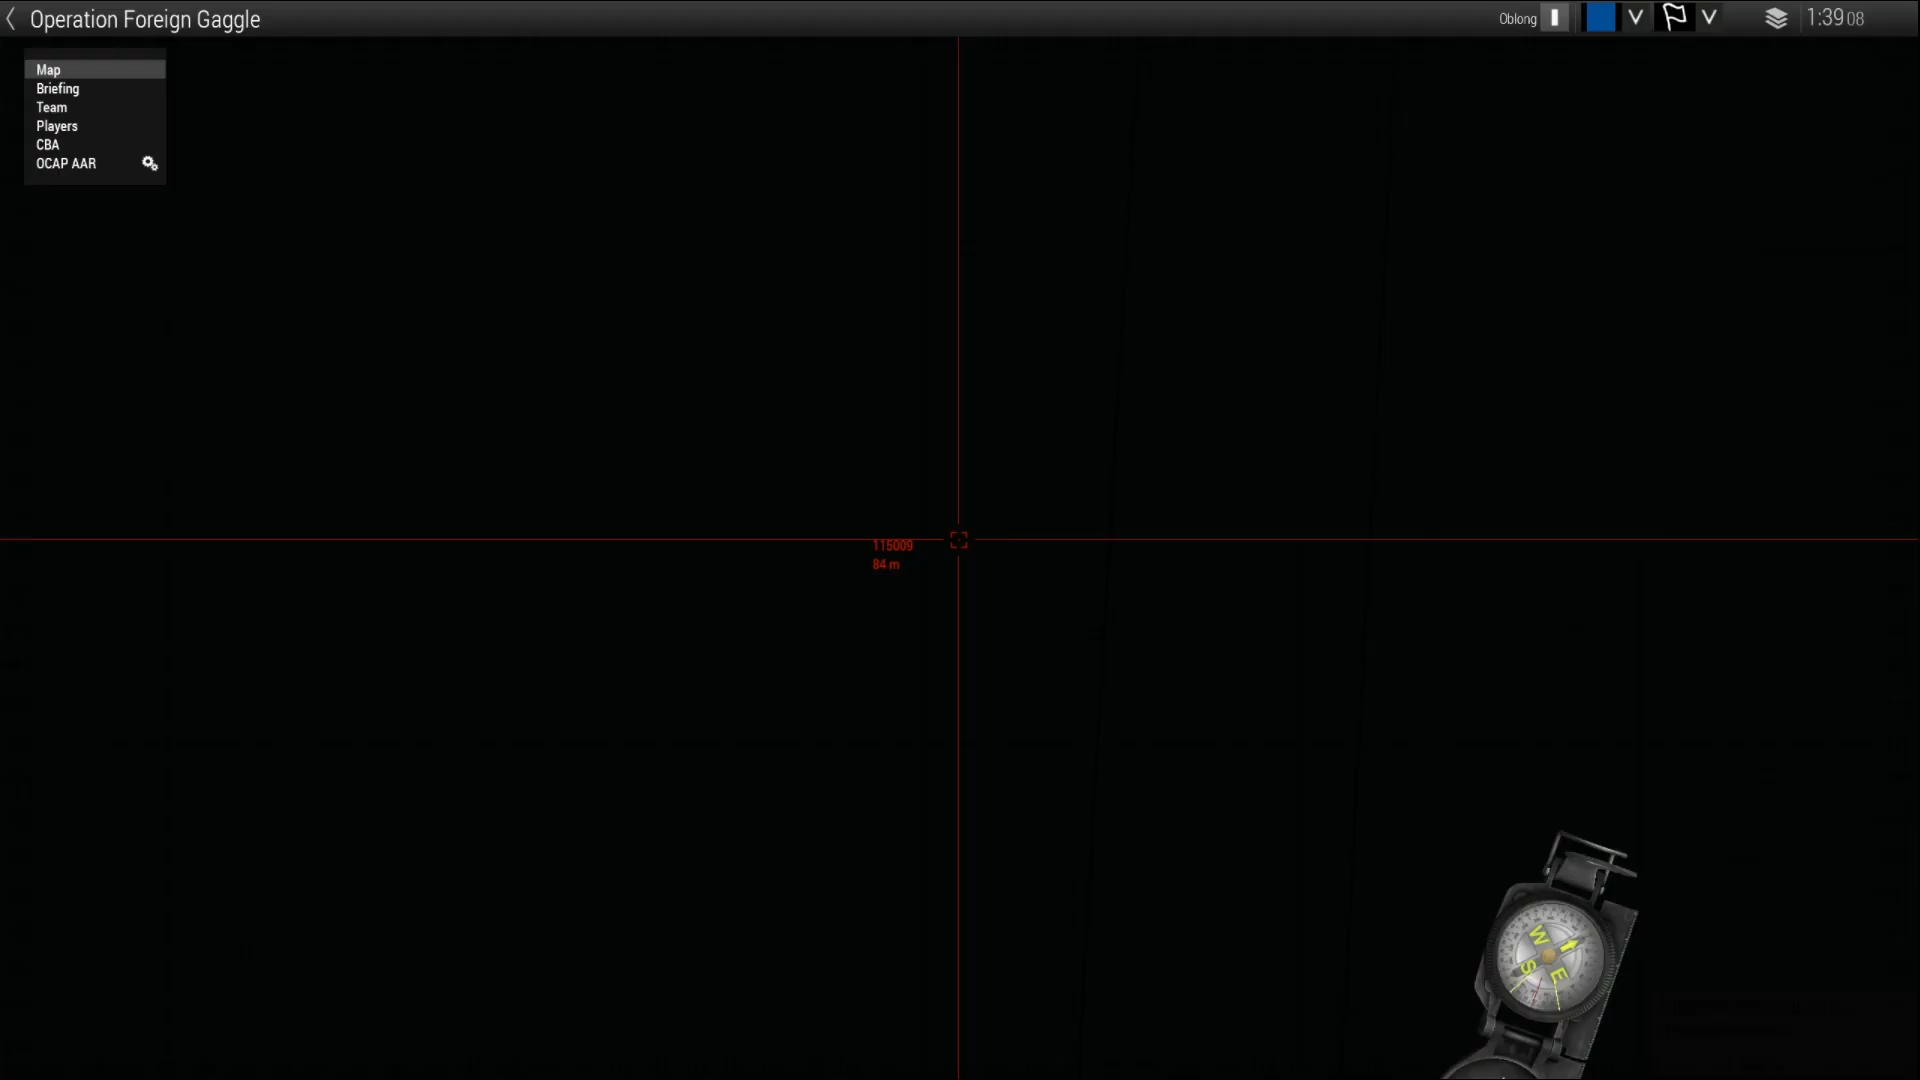 Operation Foreign Gaggle
Oblong
1:39 08
Map
Briefing
Team
Players
CBA
OCAP AAR
115009
84 m
W
E
S